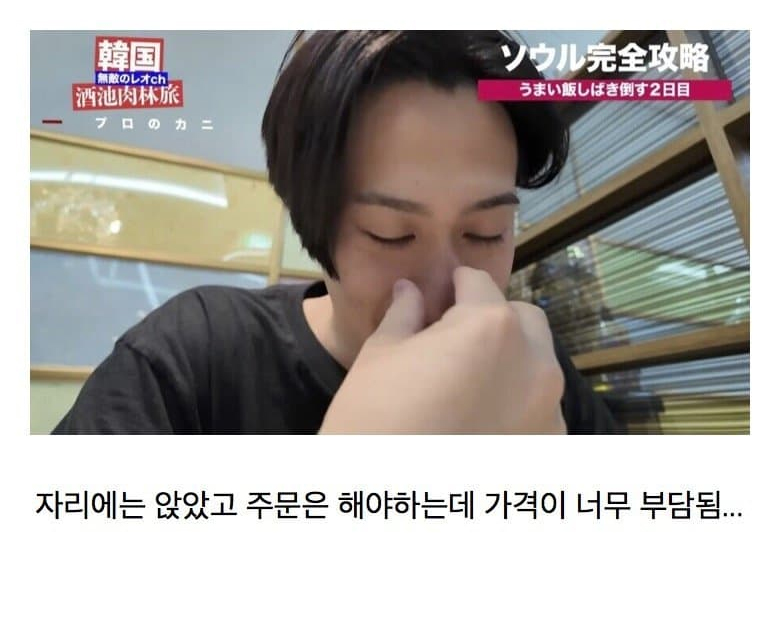 韓国
無敵のレオch
酒池肉林旅
プロのカニ
ソウル完全攻略
うまい飯しばき倒す2日目
자리에는 앉았고 주문은 해야하는데 가격이 너무 부담됨...